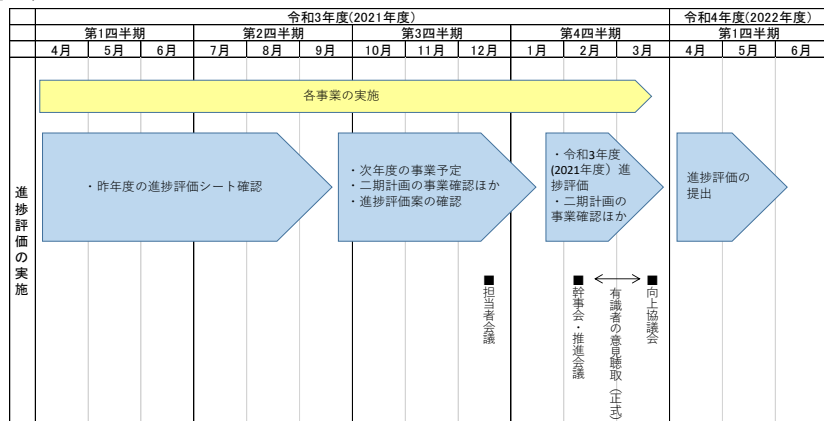 令和3年度(2021年度)
令和4年度(2022年度)
第1四半期
第2四半期
第3四半期
第4四半期
第1四半期
4月
5月
6月
7月
8月
9月
10月
11月
12月
1月
2月
3月
4月
5月
6月
進捗評価の実施
各事業の実施
・昨年度の進捗評価シート確認
・次年度の事業予定
・二期計画の事業確認ほか
・進捗評価案の確認
・令和3年度
(2021年度）進
捗評価
・二期計画の
事業確認ほか
進捗評価の
提出
■担当者会議
■幹事会・推進会議
有識者の意見聴取（正式）
■向上協議会